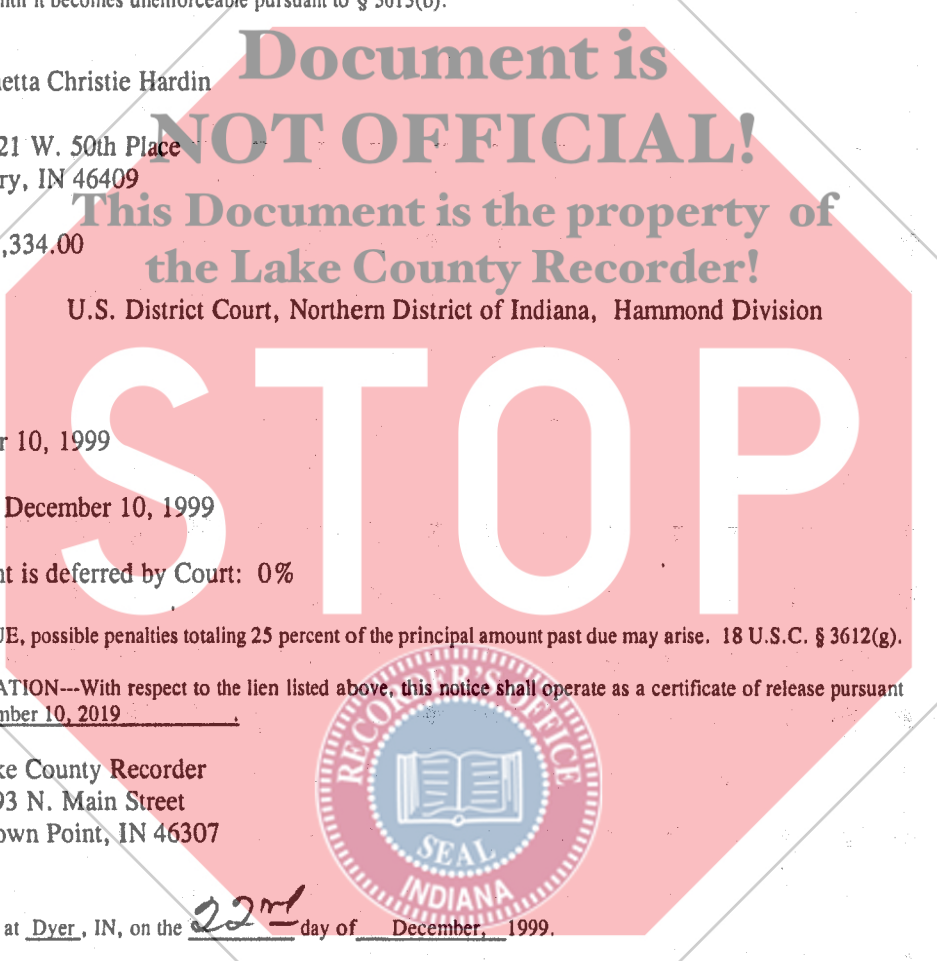 until it becomes unenforceable pursuant to § 3613(b).
Document is
etta Christie Hardin
21 W. 50th Place
NOT OFFICIAL!
ry, IN 46409
This Document is the property of
,334.00
the Lake County Recorder!
U.S. District Court, Northern District of Indiana, Hammond Division
STOP
r 10, 1999
December 10, 1999
nt is deferred by Court: 0%
UE, possible penalties totaling 25 percent of the principal amount past due may arise. 18 U.S.C. § 3612(g).
ATION---With respect to the lien listed above, this notice shall operate as a certificate of release pursuant
mber 10, 2019 .
RECORDER'S OFFICE
ke County Recorder
93 N. Main Street
own Point, IN 46307
SEAL
INDIANA
at Dyer, IN, on the 22nd day of December, 1999.